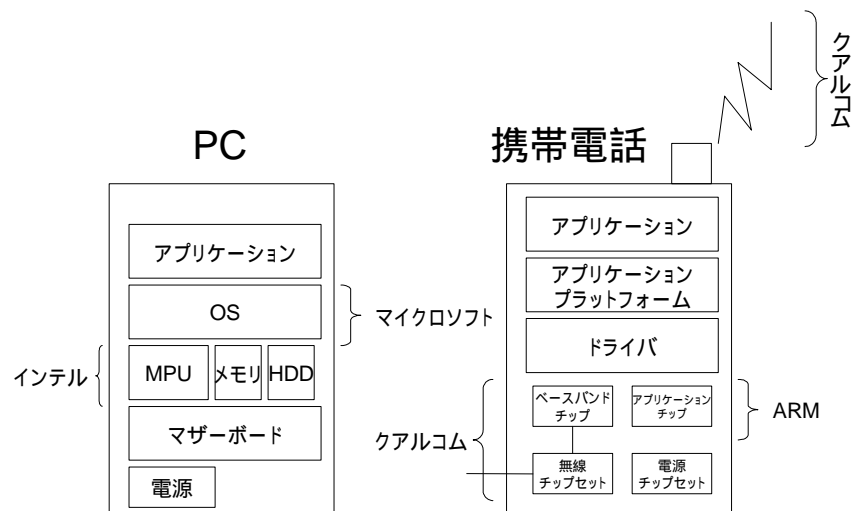 PC
アプリケーション
OS
マイクロソフト
インテル
MPU
メモリ
HDD
マザーボード
電源
携帯電話
クアルコム
アプリケーション
アプリケーション
プラットフォーム
ドライバ
ベースバンド
チップ
アプリケーション
チップ
ARM
クアルコム
無線
チップセット
電源
チップセット